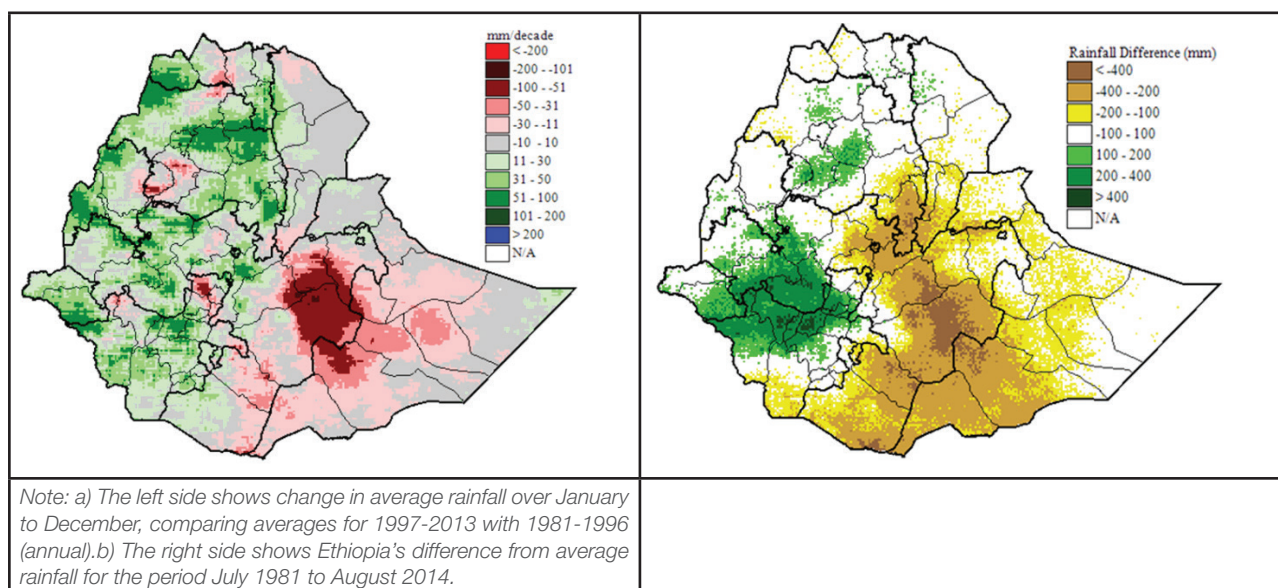 mm/decade
< -200
-200 - -101
-100 - -51
-50 - -31
-30 - -11
-10 - 10
11 - 30
31 - 50
51 - 100
101 - 200
> 200
N/A
Rainfall Difference (mm)
< -400
-400 - -200
-200 - -100
-100 - 100
100 - 200
200 - 400
> 400
N/A
Note: a) The left side shows change in average rainfall over January
to December, comparing averages for 1997-2013 with 1981-1996
(annual).b) The right side shows Ethiopia's difference from average
rainfall for the period July 1981 to August 2014.